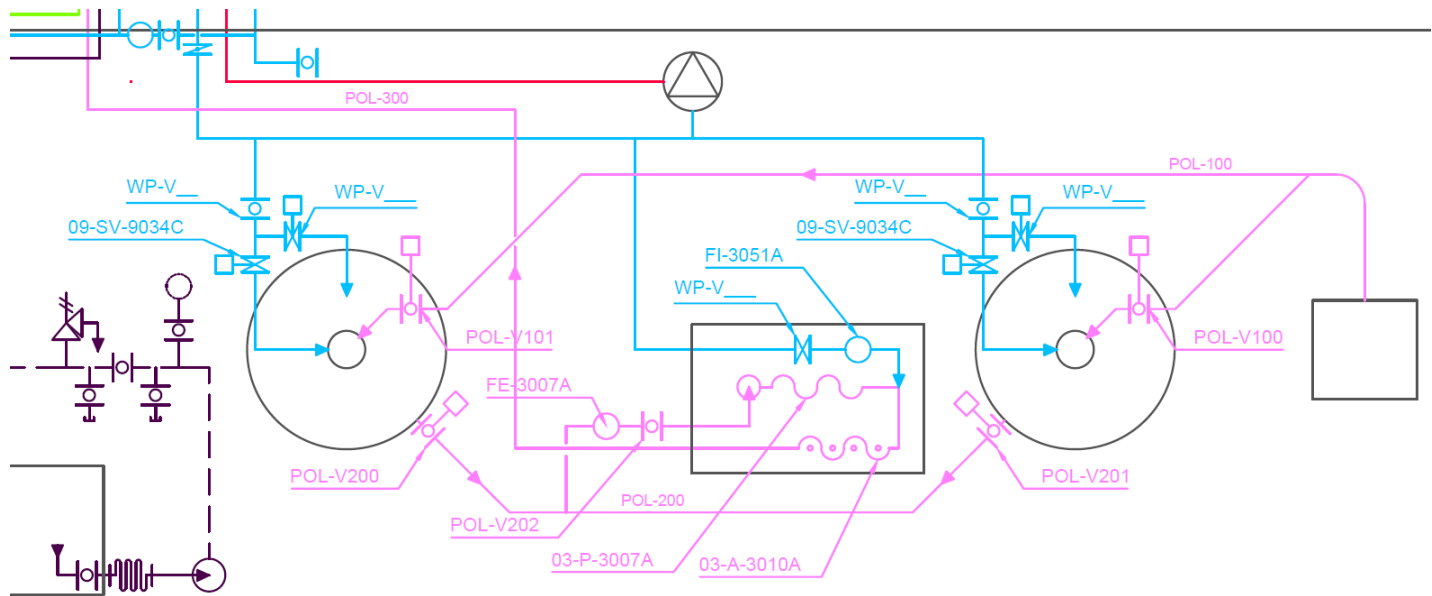 POL-300
POL-100
WP-V__
WP-V___
WP-V__
WP-V___
09-SV-9034C
09-SV-9034C
FI-3051A
WP-V___
POL-V101
POL-V100
FE-3007A
POL-V200
POL-V201
POL-200
POL-V202
03-P-3007A
03-A-3010A